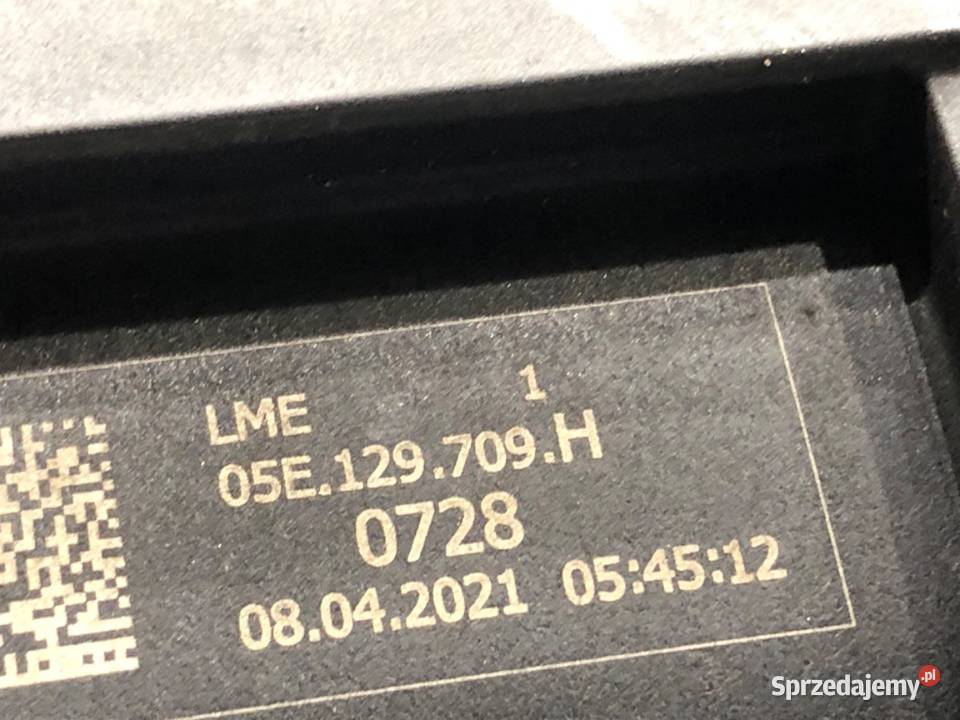 LME 1
05E.129.709.H
0728
08.04.2021 05:45:12
Sprzedajemy.pl